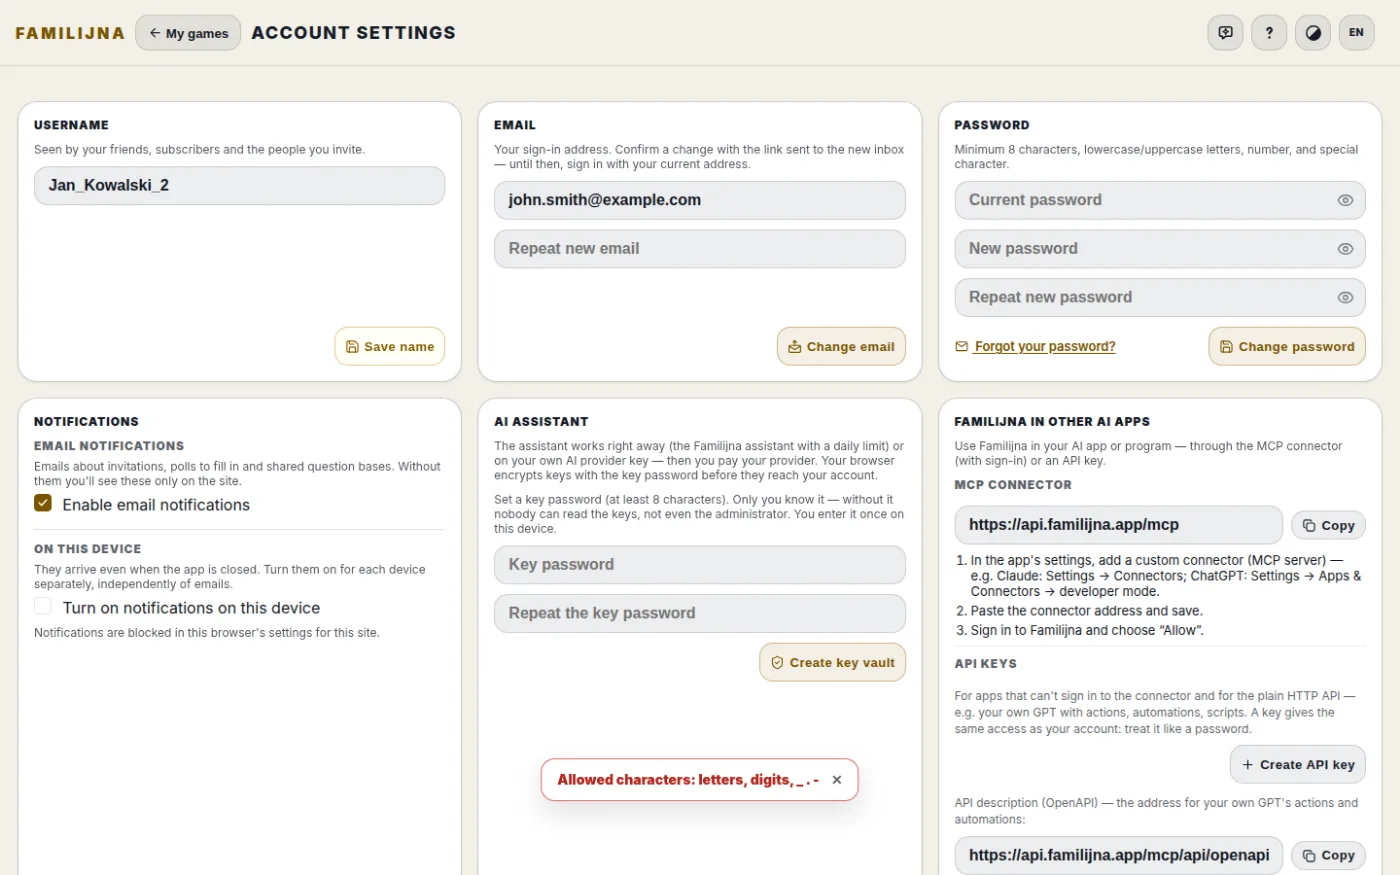 FAMILIJNA
My games
ACCOUNT SETTINGS
?
EN
USERNAME
Seen by your friends, subscribers and the people you invite.
Jan_Kowalski_2
Save name
EMAIL
Your sign-in address. Confirm a change with the link sent to the new inbox
— until then, sign in with your current address.
john.smith@example.com
Repeat new email
Change email
PASSWORD
Minimum 8 characters, lowercase/uppercase letters, number, and special
character.
Current password
New password
Repeat new password
Forgot your password?
Change password
NOTIFICATIONS
EMAIL NOTIFICATIONS
Emails about invitations, polls to fill in and shared question bases. Without
them you'll see these only on the site.
Enable email notifications
ON THIS DEVICE
They arrive even when the app is closed. Turn them on for each device
separately, independently of emails.
Turn on notifications on this device
Notifications are blocked in this browser's settings for this site.
AI ASSISTANT
The assistant works right away (the Familijna assistant with a daily limit) or
on your own AI provider key — then you pay your provider. Your browser
encrypts keys with the key password before they reach your account.
Set a key password (at least 8 characters). Only you know it — without it
nobody can read the keys, not even the administrator. You enter it once on
this device.
Key password
Repeat the key password
Create key vault
Allowed characters: letters, digits, _ . -
FAMILIJNA IN OTHER AI APPS
Use Familijna in your AI app or program — through the MCP connector
(with sign-in) or an API key.
MCP CONNECTOR
https://api.familijna.app/mcp
Copy
1. In the app's settings, add a custom connector (MCP server) —
e.g. Claude: Settings → Connectors; ChatGPT: Settings → Apps &
Connectors → developer mode.
2. Paste the connector address and save.
3. Sign in to Familijna and choose “Allow”.
API KEYS
For apps that can't sign in to the connector and for the plain HTTP API —
e.g. your own GPT with actions, automations, scripts. A key gives the
same access as your account: treat it like a password.
Create API key
API description (OpenAPI) — the address for your own GPT's actions and
automations:
https://api.familijna.app/mcp/api/openapi
Copy